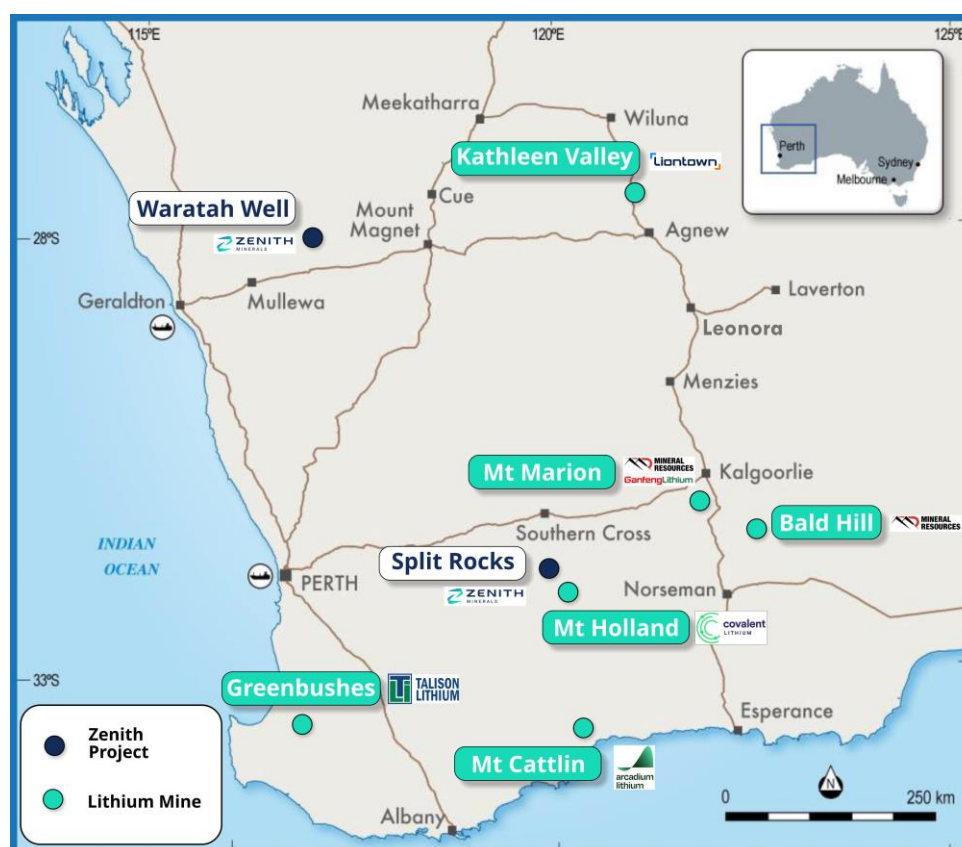 115°E
120°E
125°E
Meekatharra
Wiluna
Kathleen Valley
Liontown
Perth
Sydney
Melbourne
Waratah Well
ZENITH
MINERALS
Cue
Mount
Magnet
28°S
Agnew
Geraldton
Mullewa
Laverton
Leonora
Menzies
Mt Marion
MINERAL
RESOURCES
GanfengLithium
Kalgoorlie
Bald Hill
MINERAL
RESOURCES
Southern Cross
INDIAN
OCEAN
PERTH
Split Rocks
ZENITH
MINERALS
Norseman
Mt Holland
covalent
LITHIUM
33°S
Greenbushes
TALISON
LITHIUM
Esperance
Mt Cattlin
arcadium
lithium
Albany
Zenith
Project
Lithium Mine
0
250 km